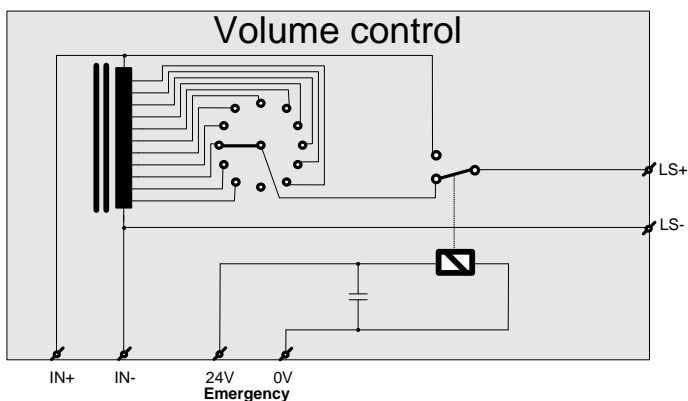 Volume control
LS+
LS-
IN+ IN- 24V 0V
Emergency